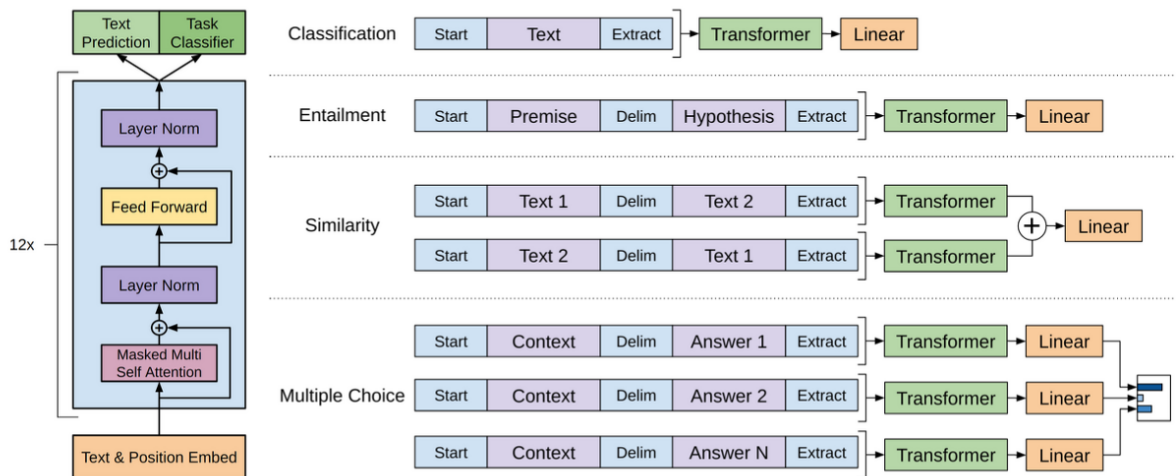 Text
Prediction
Task
Classifier
Layer Norm
Feed Forward
12x
Layer Norm
Masked Multi
Self Attention
Text & Position Embed
Classification Start Text Extract Transformer Linear
Entailment Start Premise Delim Hypothesis Extract Transformer Linear
Similarity
Start Text 1 Delim Text 2 Extract Transformer
+ Linear
Start Text 2 Delim Text 1 Extract Transformer
Multiple Choice
Start Context Delim Answer 1 Extract Transformer Linear
Start Context Delim Answer 2 Extract Transformer Linear
Start Context Delim Answer N Extract Transformer Linear